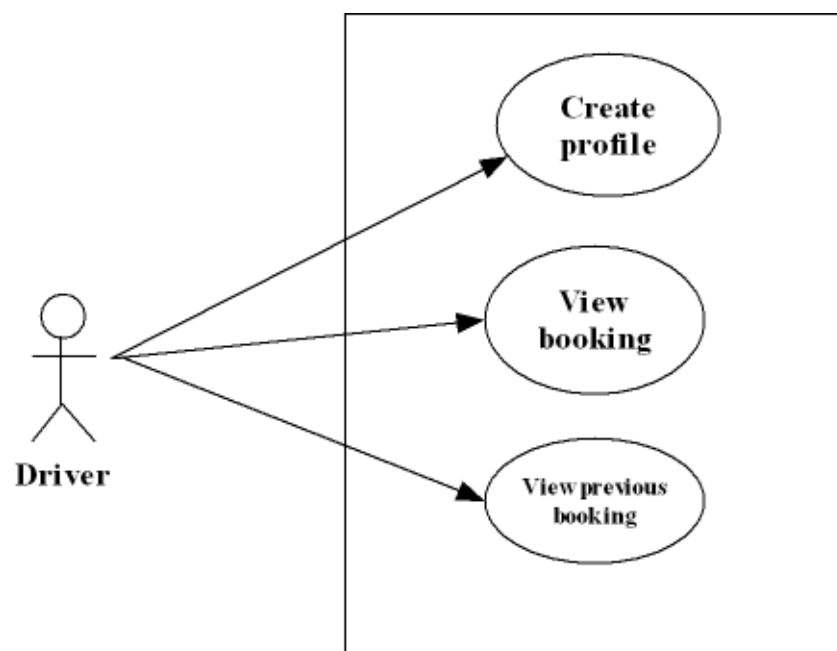 Create
profile
View
booking
Driver
View previous
booking